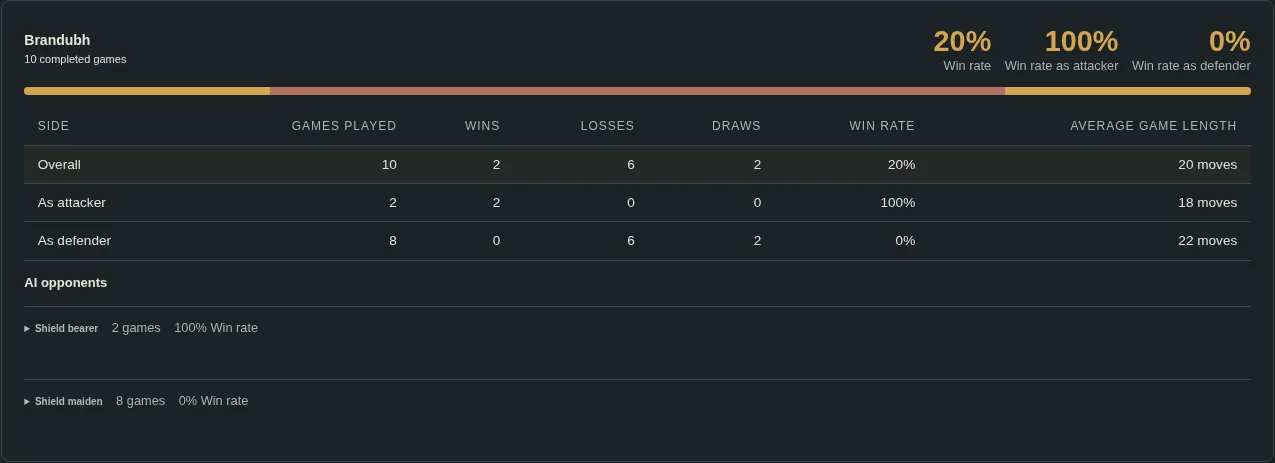 Brandubh
10 completed games
20% 100% 0%
Win rate Win rate as attacker Win rate as defender
SIDE GAMES PLAYED WINS LOSSES DRAWS WIN RATE AVERAGE GAME LENGTH
Overall 10 2 6 2 20% 20 moves
As attacker 2 2 0 0 100% 18 moves
As defender 8 0 6 2 0% 22 moves
AI opponents
Shield bearer 2 games 100% Win rate
Shield maiden 8 games 0% Win rate